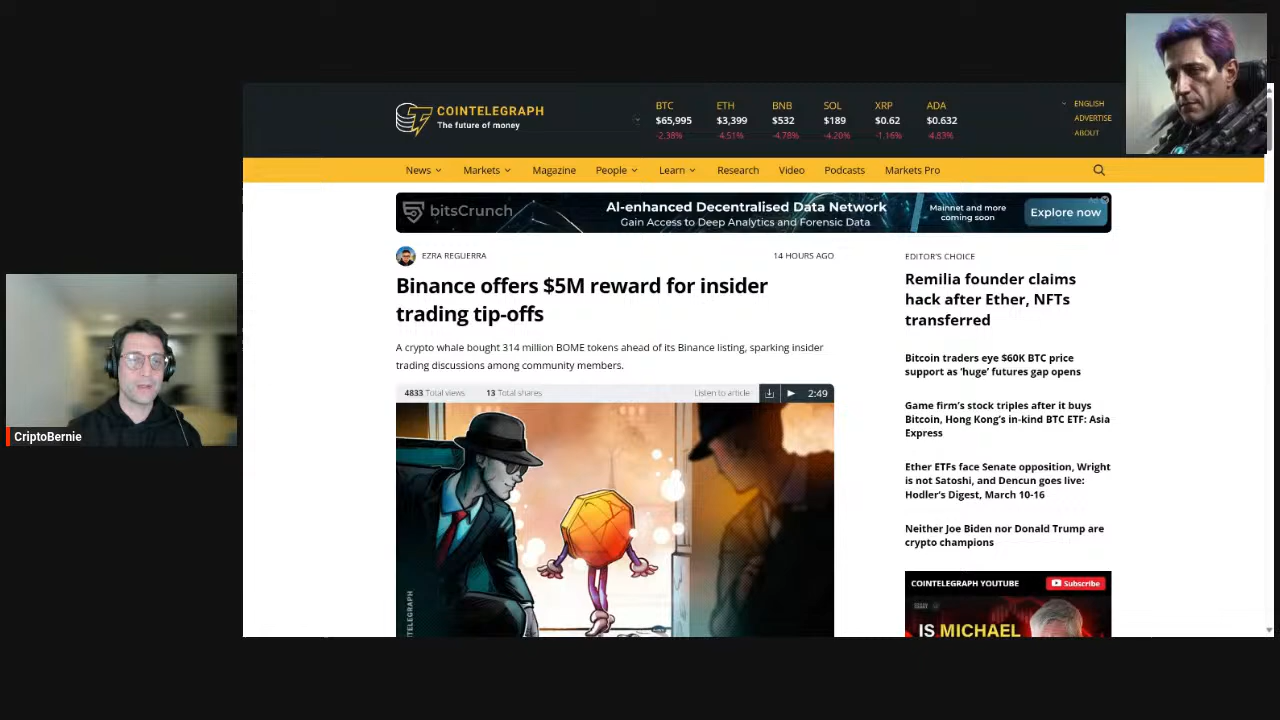 COINTELEGRAPH
The future of money
BTC ETH BNB SOL XRP ADA
$65,995 $3,399 $532 $189 $0.62 $0.632
-2.38% -4.51% -4.78% -4.20% -1.16% -4.83%
ENGLISH
ADVERTISE
ABOUT
News Markets Magazine People Learn Research Video Podcasts Markets Pro
bitsCrunch
AI-enhanced Decentralised Data Network
Gain Access to Deep Analytics and Forensic Data
Mainnet and more
coming soon
Explore now
Ad
EZRA REGUERRA
14 HOURS AGO
Binance offers $5M reward for insider
trading tip-offs
A crypto whale bought 314 million BOME tokens ahead of its Binance listing, sparking insider
trading discussions among community members.
4833 Total views 13 Total shares Listen to article 2:49
NTELEGRAPH
EDITOR'S CHOICE
Remilia founder claims
hack after Ether, NFTs
transferred
Bitcoin traders eye $60K BTC price
support as ‘huge’ futures gap opens
Game firm’s stock triples after it buys
Bitcoin, Hong Kong’s in-kind BTC ETF: Asia
Express
Ether ETFs face Senate opposition, Wright
is not Satoshi, and Dencun goes live:
Hodler’s Digest, March 10-16
Neither Joe Biden nor Donald Trump are
crypto champions
COINTELEGRAPH YOUTUBE
Subscribe
IS MICHAEL
CriptoBernie